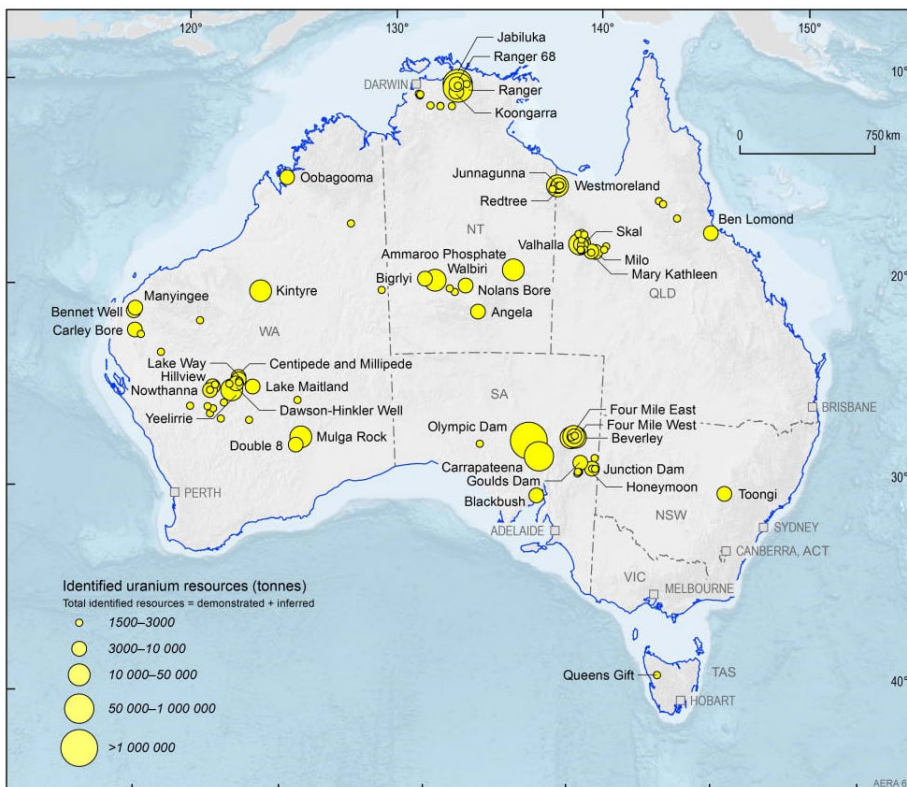 120°
130°
140°
150°
Jabiluka
Ranger 68
10°
DARWIN
Ranger
Koongarra
0
750 km
Junnagunna
Westmoreland
Oobagooma
Redtree
Ben Lomond
NT
Skal
Valhalla
Ammaroo Phosphate
Milo
Walbiri
Mary Kathleen
Bigrlyi
20°
Manyingee
Kintyre
Nolans Bore
QLD
Bennet Well
Angela
Carley Bore
WA
Lake Way
Centipede and Millipede
Hillview
Nowthanna
Lake Maitland
SA
Dawson-Hinkler Well
BRISBANE
Yeelirrie
Four Mile East
Olympic Dam
Four Mile West
Mulga Rock
Beverley
Double 8
Carrapateena
Junction Dam
Goulds Dam
30°
Honeymoon
PERTH
Blackbush
Toongi
NSW
ADELAIDE
SYDNEY
CANBERRA, ACT
Identified uranium resources (tonnes)
VIC
Total identified resources = demonstrated + inferred
MELBOURNE
1500–3000
3000–10 000
10 000–50 000
Queens Gift
TAS
40°
HOBART
50 000–1 000 000
>1 000 000
AERA 6